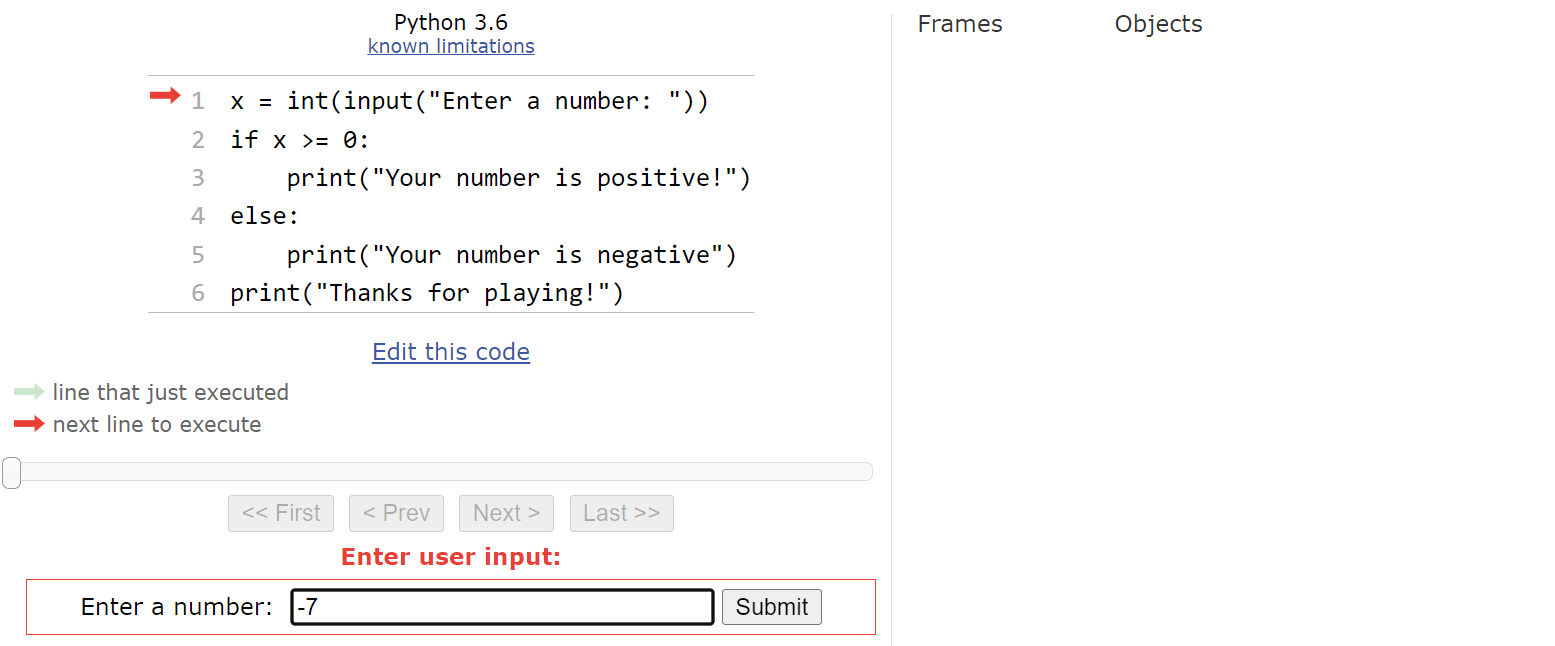 Python 3.6
known limitations
1 x = int(input("Enter a number: "))
2 if x >= 0:
3     print("Your number is positive!")
4 else:
5     print("Your number is negative")
6 print("Thanks for playing!")
Edit this code
line that just executed
next line to execute
<< First < Prev Next > Last >>
Enter user input:
Enter a number: -7 Submit
Frames Objects